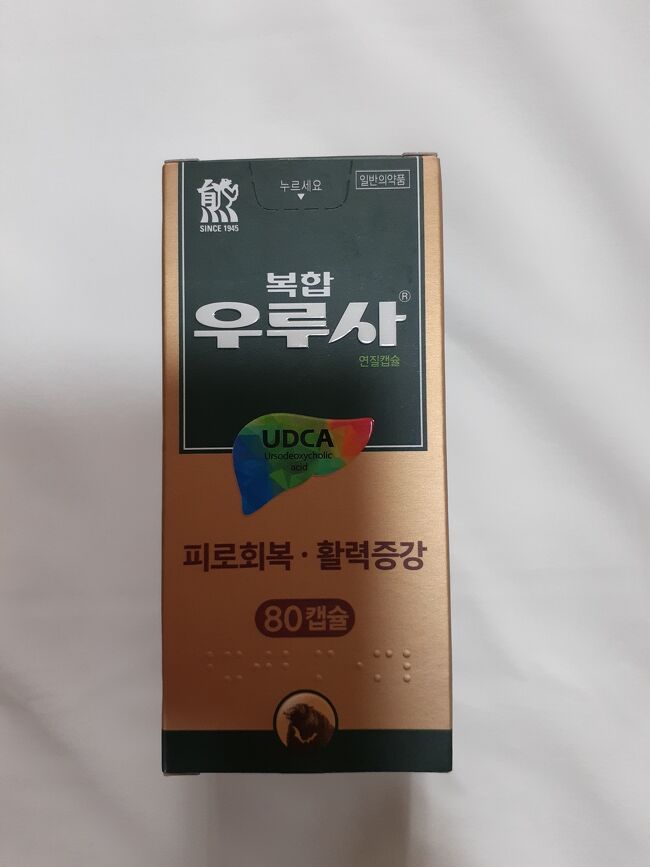 누르세요
일반의약품
熊
SINCE 1945
복합
우루사®
연질캡슐
UDCA
Ursodeoxycholic
acid
피로회복·활력증강
80캡슐